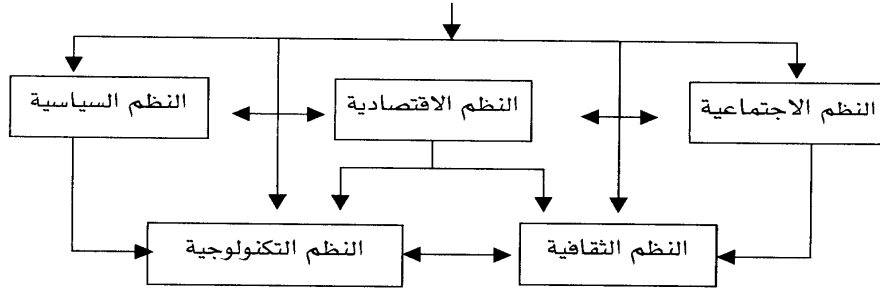 النظم الاجتماعية
النظم الاقتصادية
النظم السياسية
النظم الثقافية
النظم التكنولوجية